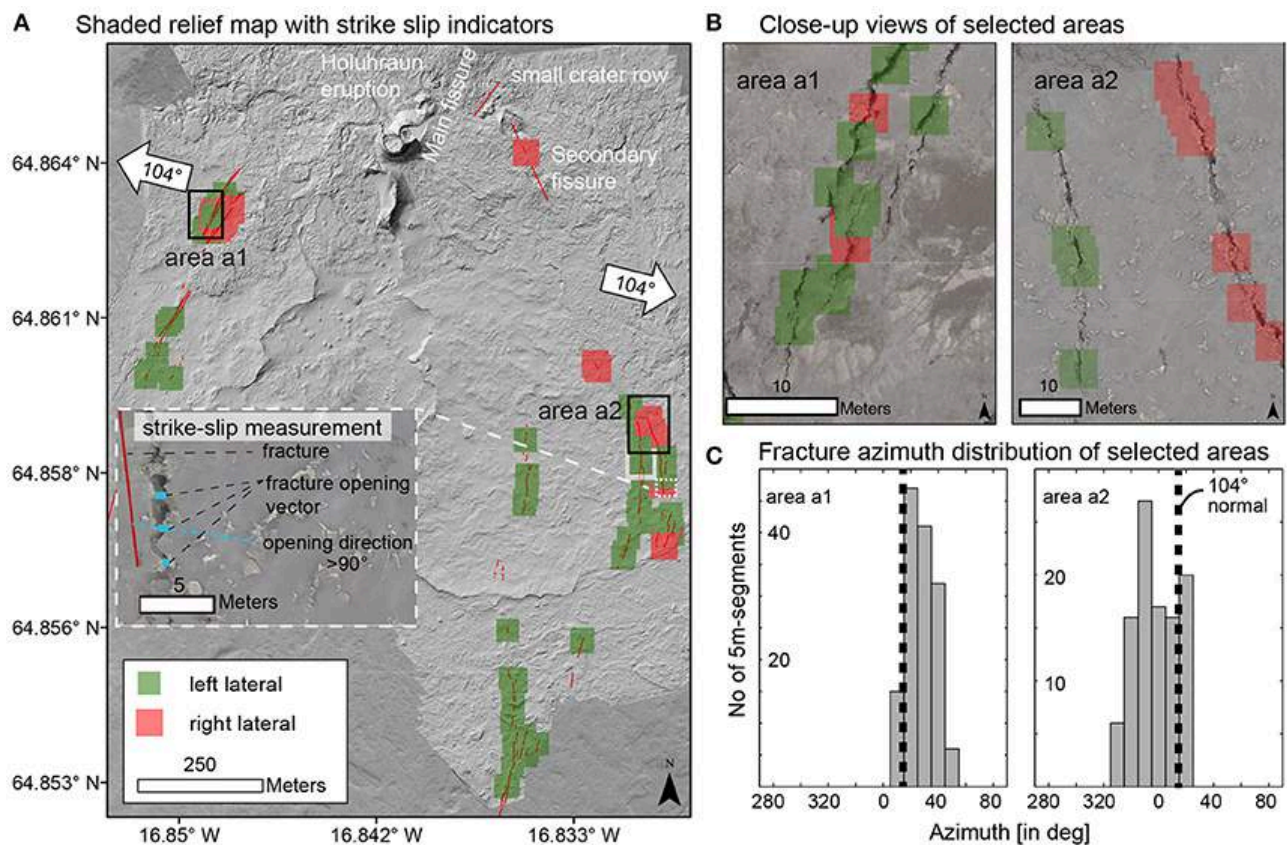 A Shaded relief map with strike slip indicators
Holuhraun
eruption
Main fissure
small crater row
Secondary
fissure
104°
area a1
104°
area a2
strike-slip measurement
fracture
fracture opening
vector
opening direction
>90°
5
Meters
left lateral
right lateral
250
Meters
N
64.864° N
64.861° N
64.858° N
64.856° N
64.853° N
16.85° W
16.842° W
16.833° W
B Close-up views of selected areas
area a1
10
Meters
area a2
10
Meters
C Fracture azimuth distribution of selected areas
area a1
No of 5m-segments
40
20
280 320 0 40 80
area a2
104°
normal
20
10
280 320 0 40 80
Azimuth [in deg]